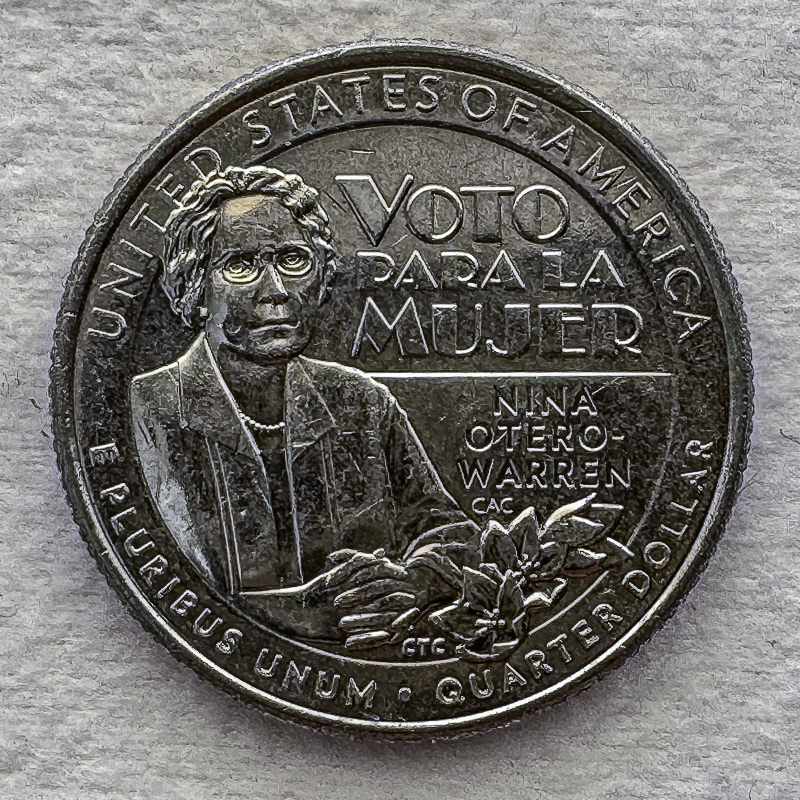 UNITED STATES OF AMERICA
VOTO
PARA LA
MUJER
NINA
OTERO-
WARREN
CAC
CTC
E PLURIBUS UNUM • QUARTER DOLLAR